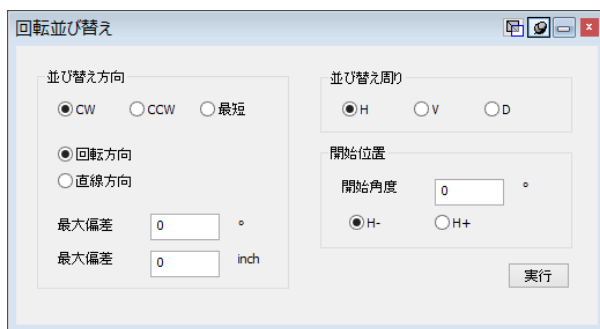 回転並び替え
並び替え方向
CW CCW 最短
回転方向
直線方向
最大偏差 0 °
最大偏差 0 inch
並び替え周り
H V D
開始位置
開始角度 0 °
H- H+
実行